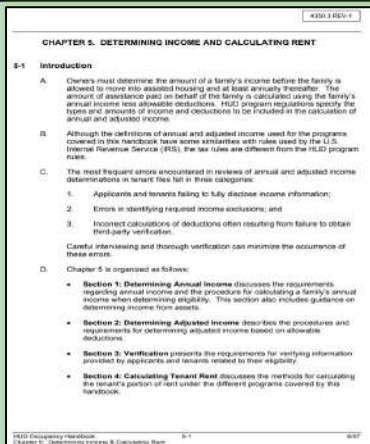 4350.3 REV-1
CHAPTER 5. DETERMINING INCOME AND CALCULATING RENT
5-1 Introduction
A. Owners must determine the amount of a family's income before the family is
allowed to move into assisted housing and at least annually thereafter. The
amount of assistance paid on behalf of the family is calculated using the family's
annual income less allowable deductions. HUD program regulations specify the
types and amounts of income and deductions to be included in the calculation of
annual and adjusted income.
B. Although the definitions of annual and adjusted income used for the programs
covered in this handbook have some similarities with rules used by the U.S.
Internal Revenue Service (IRS), the tax rules are different from the HUD program
rules.
C. The most frequent errors encountered in reviews of annual and adjusted income
determinations in tenant files fall in three categories:
1. Applicants and tenants failing to fully disclose income information;
2. Errors in identifying required income exclusions; and
3. Incorrect calculations of deductions often resulting from failure to obtain
third-party verification.
Careful interviewing and thorough verification can minimize the occurrence of
these errors.
D. Chapter 5 is organized as follows:
• Section 1: Determining Annual Income discusses the requirements
regarding annual income and the procedure for calculating a family's annual
income when determining eligibility. This section also includes guidance on
determining income from assets.
• Section 2: Determining Adjusted Income describes the procedures and
requirements for determining adjusted income based on allowable
deductions.
• Section 3: Verification presents the requirements for verifying information
provided by applicants and tenants related to their eligibility.
• Section 4: Calculating Tenant Rent discusses the methods for calculating
the tenant's portion of rent under the different programs covered by this
handbook.
HUD Occupancy Handbook 5-1 6/07
Chapter 5: Determining Income & Calculating Rent